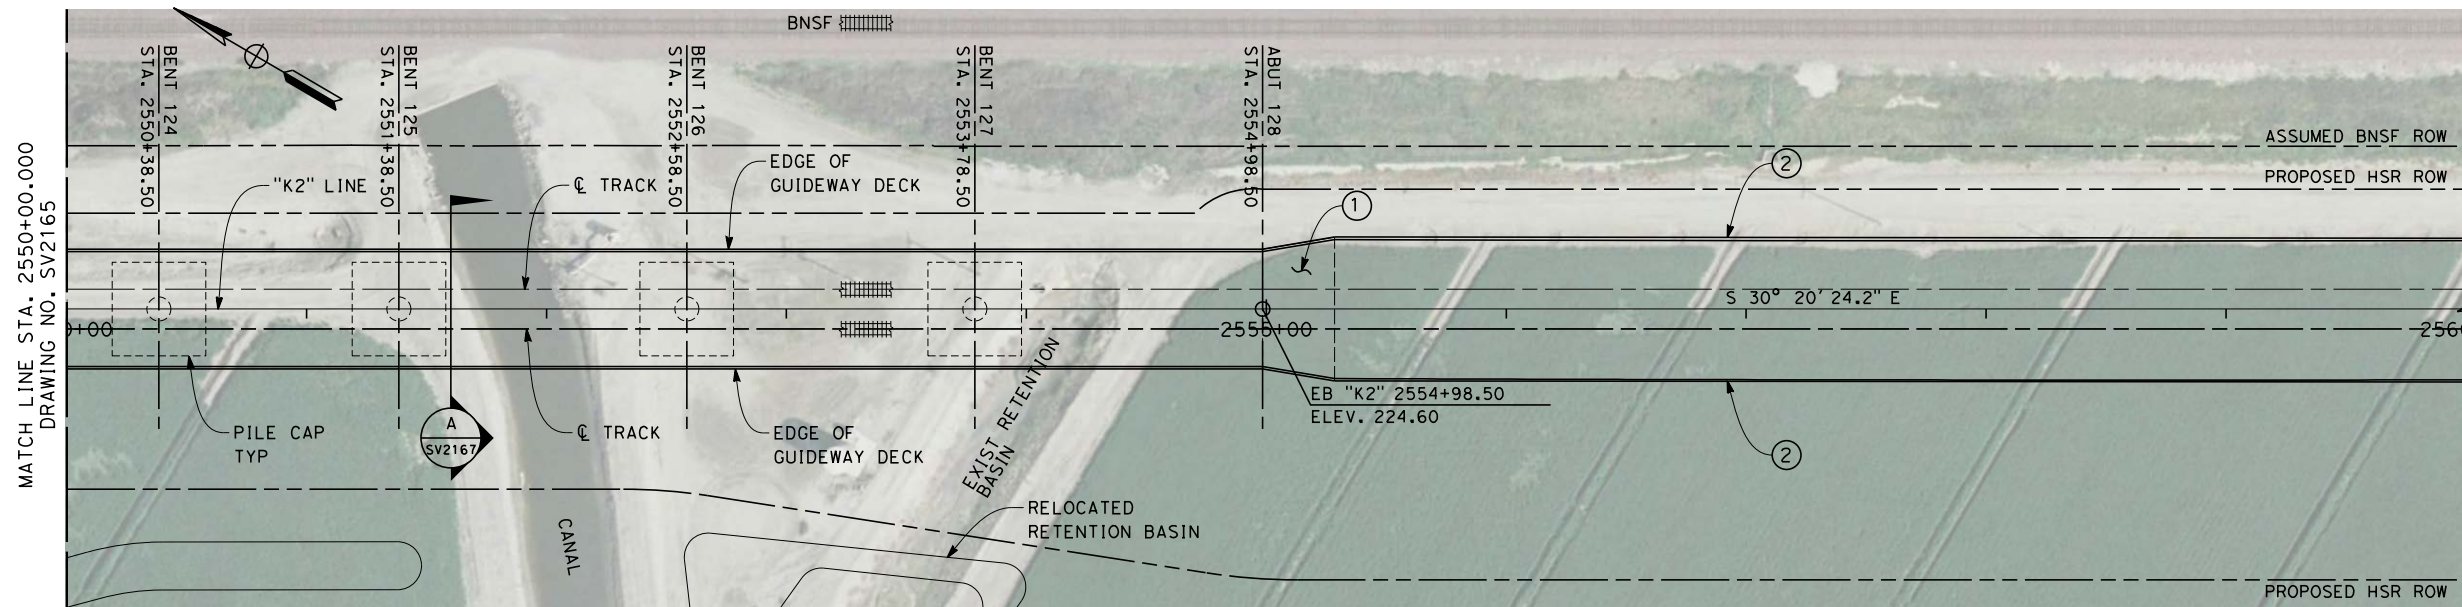 BNSF
BENT 124
STA. 2550+38.50
BENT 125
STA. 2551+38.50
BENT 126
STA. 2552+58.50
BENT 127
STA. 2553+78.50
ABUT 128
STA. 2554+98.50
ASSUMED BNSF ROW
PROPOSED HSR ROW
MATCH LINE STA. 2550+00.000
DRAWING NO. SV2165
"K2" LINE
℄ TRACK
EDGE OF
GUIDEWAY DECK
1
2
S 30° 20' 24.2" E
0+00
2555+00
256
EB "K2" 2554+98.50
ELEV. 224.60
PILE CAP
TYP
A
SV2167
℄ TRACK
EDGE OF
GUIDEWAY DECK
EXIST RETENTION
BASIN
2
RELOCATED
RETENTION BASIN
CANAL
PROPOSED HSR ROW